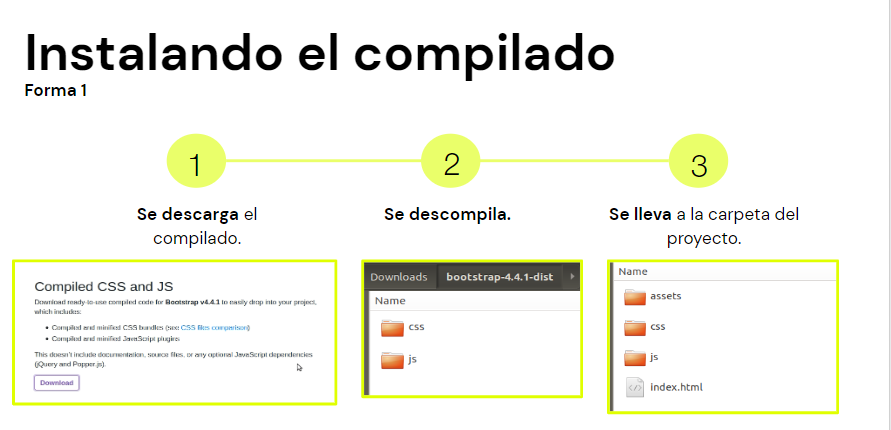 Instalando el compilado
Forma 1
1
2
3
Se descarga el
compilado.
Se descompila.
Se lleva a la carpeta del
proyecto.
Compiled CSS and JS
Download ready-to-use compiled code for Bootstrap v4.4.1 to easily drop into your project,
which includes:
• Compiled and minified CSS bundles (see CSS files comparison)
• Compiled and minified JavaScript plugins
This doesn't include documentation, source files, or any optional JavaScript dependencies
(jQuery and Popper.js).
Download
Downloads bootstrap-4.4.1-dist
Name
css
js
Name
assets
css
js
index.html